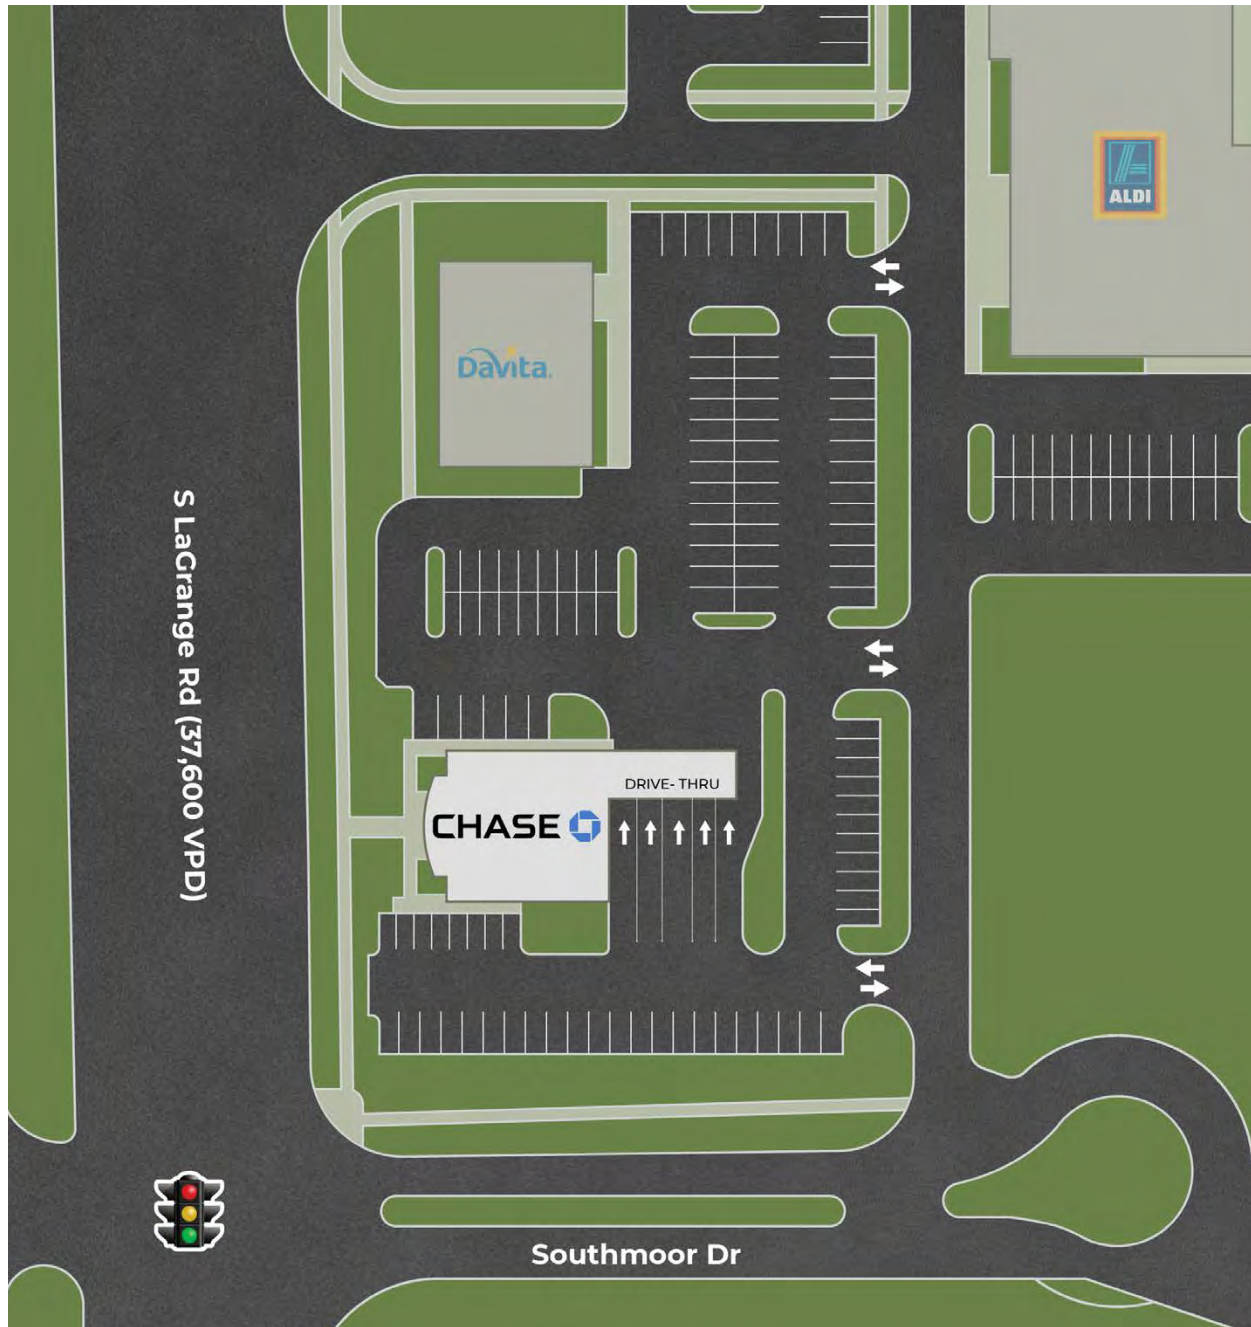 ALDI
DaVita.
S LaGrange Rd (37,600 VPD)
DRIVE- THRU
CHASE
Southmoor Dr